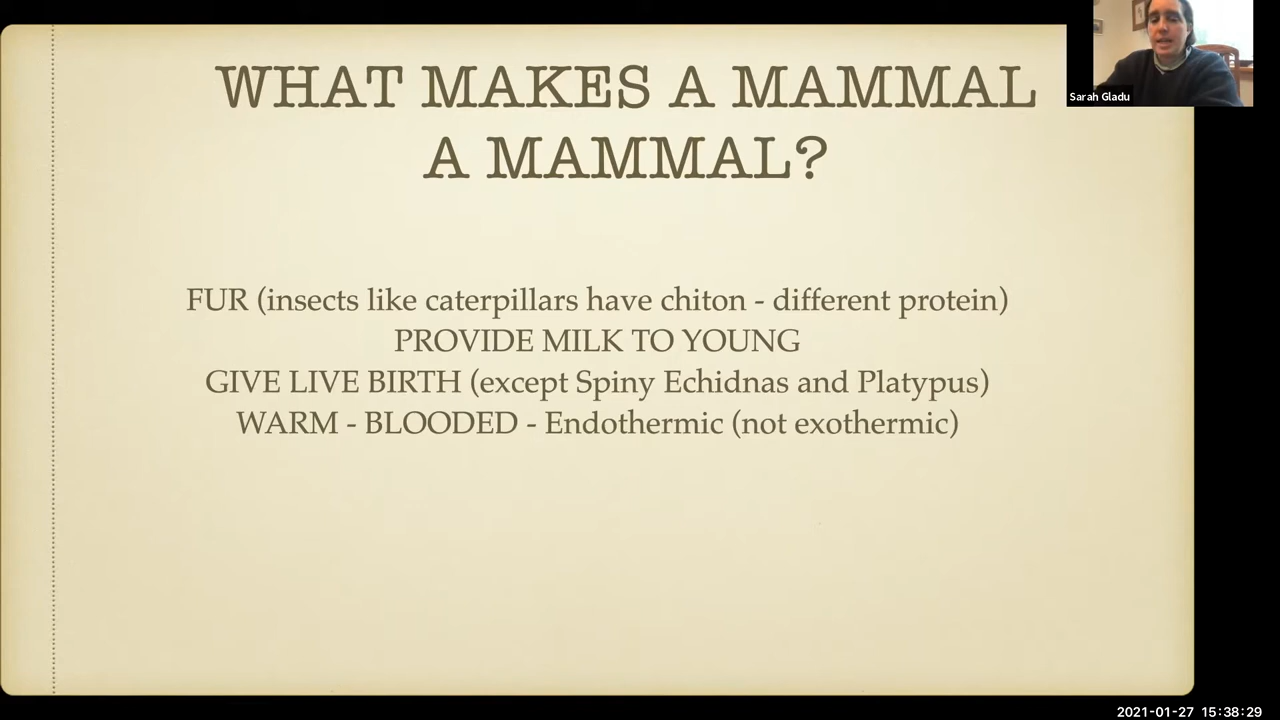 WHAT MAKES A MAMMAL
A MAMMAL?
Sarah Gladu
FUR (insects like caterpillars have chiton - different protein)
PROVIDE MILK TO YOUNG
GIVE LIVE BIRTH (except Spiny Echidnas and Platypus)
WARM - BLOODED - Endothermic (not exothermic)
2021-01-27 15:38:29